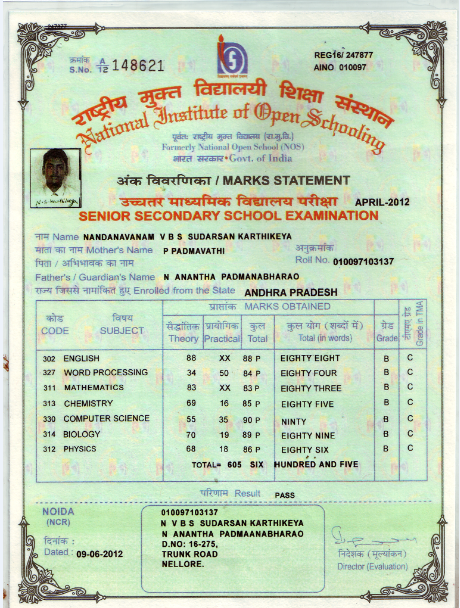 247877
क्रमांक A
S.No. 12 148621
REG16/ 247877
AINO 010097
राष्ट्रीय मुक्त विद्यालयी शिक्षा संस्थान
National Institute of Open Schooling
पूर्वतः राष्ट्रीय मुक्त विद्यालय (रा.मु.वि.)
Formerly National Open School (NOS)
भारत सरकार • Govt. of India
अंक विवरणिका / MARKS STATEMENT
उच्चतर माध्यमिक विद्यालय परीक्षा APRIL-2012
SENIOR SECONDARY SCHOOL EXAMINATION
नाम Name NANDANAVANAM V B S SUDARSAN KARTHIKEYA
माता का नाम Mother's Name P PADMAVATHI अनुक्रमांक
पिता / अभिभावक का नाम Roll No. 010097103137
Father's / Guardian's Name N ANANTHA PADMANABHARAO
राज्य जिससे नामांकित हुए Enrolled from the State ANDHRA PRADESH
प्राप्तांक MARKS OBTAINED
कोड विषय सैद्धांतिक प्रायोगिक कुल कुल योग (शब्दों में) ग्रेड
CODE SUBJECT Theory Practical Total Total (in words) Grade Grade in TMA
302 ENGLISH 88 XX 88 P EIGHTY EIGHT B C
327 WORD PROCESSING 34 50 84 P EIGHTY FOUR B C
311 MATHEMATICS 83 XX 83 P EIGHTY THREE B C
313 CHEMISTRY 69 16 85 P EIGHTY FIVE B C
330 COMPUTER SCIENCE 55 35 90 P NINTY B C
314 BIOLOGY 70 19 89 P EIGHTY NINE B C
312 PHYSICS 68 18 86 P EIGHTY SIX B C
TOTAL= 605 SIX HUNDRED AND FIVE
परिणाम Result PASS
NOIDA
(NCR)
दिनांक :
Dated : 09-06-2012
010097103137
N V B S SUDARSAN KARTHIKEYA
N ANANTHA PADMAANABHARAO
D.NO: 16-275,
TRUNK ROAD
NELLORE.
निदेशक (मूल्यांकन)
Director (Evaluation)